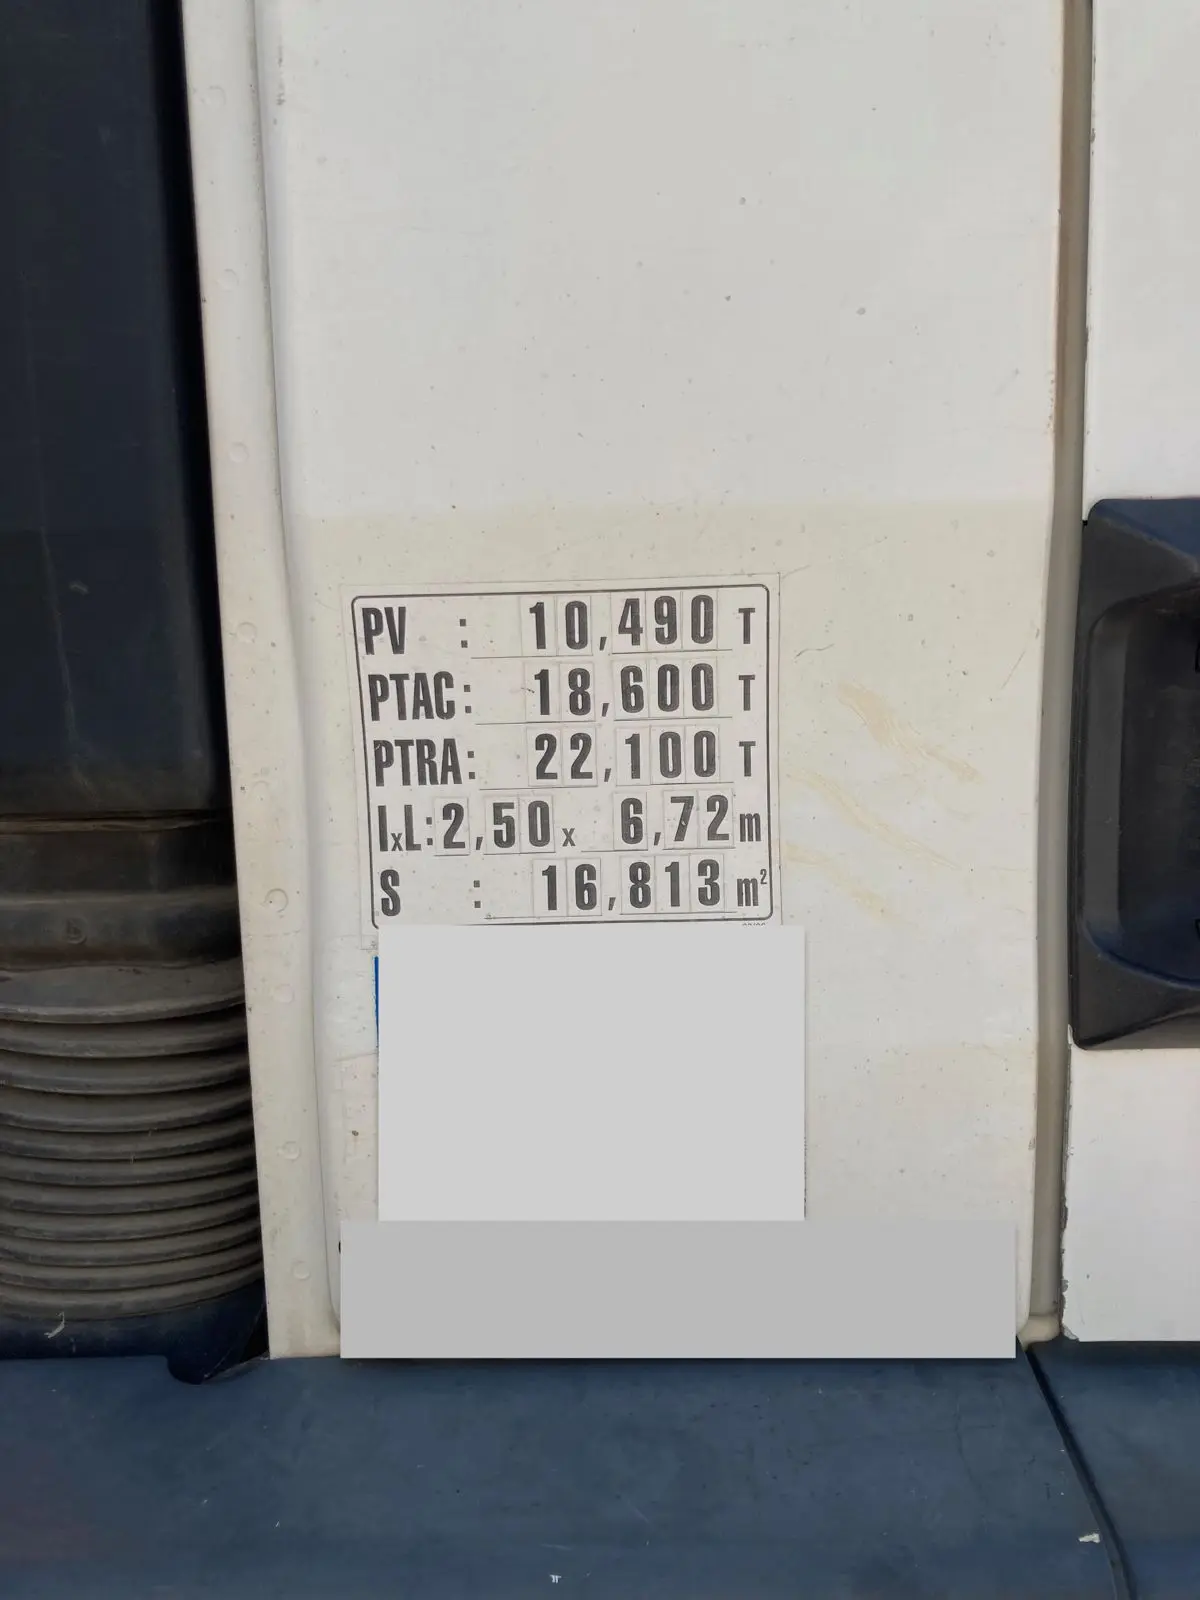 PV : 10,490 T
PTAC: 18,600 T
PTRA: 22,100 T
lxL: 2,50 x 6,72 m
S : 16,813 m²